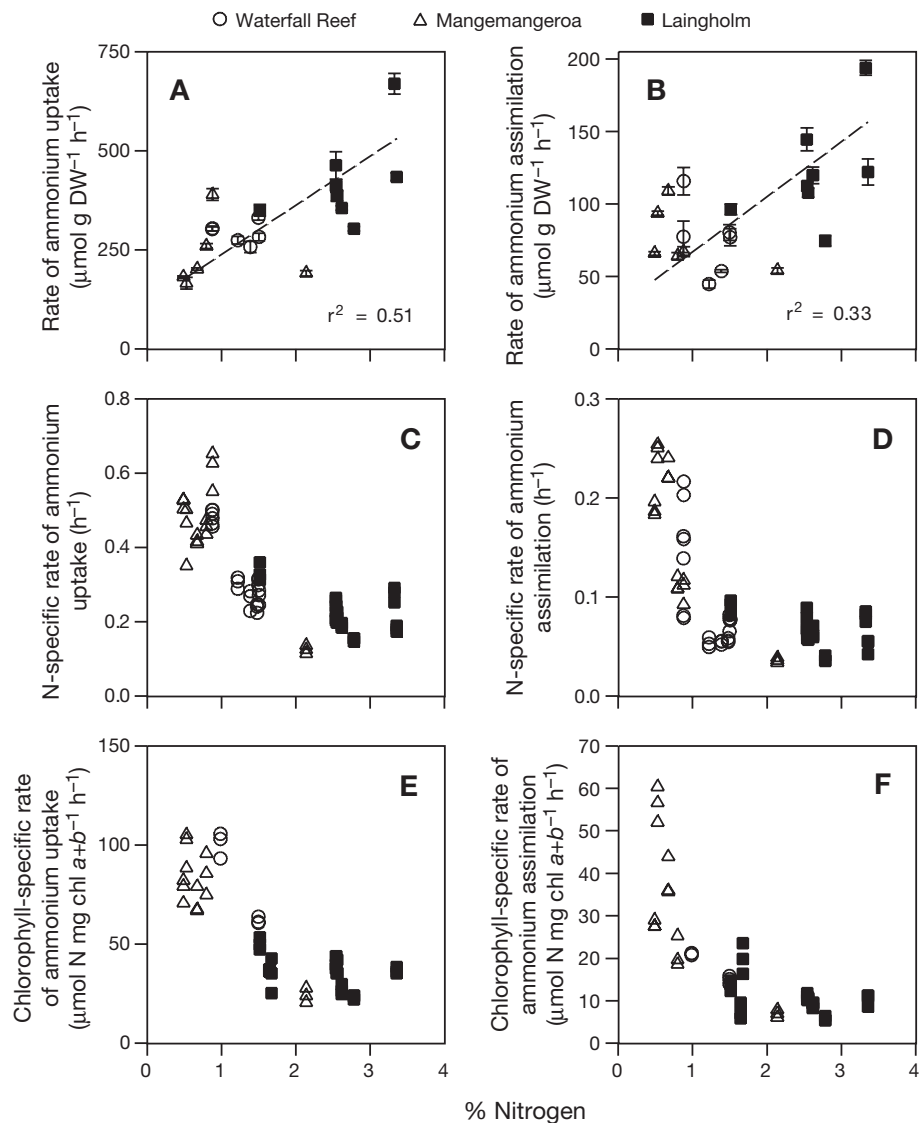 Waterfall Reef Mangemangeroa Laingholm
A
Rate of ammonium uptake
(µmol g DW⁻¹ h⁻¹)
750
500
250
0
r² = 0.51
B
Rate of ammonium assimilation
(µmol g DW⁻¹ h⁻¹)
200
150
100
50
0
r² = 0.33
C
N-specific rate of ammonium
uptake (h⁻¹)
0.8
0.6
0.4
0.2
0.0
D
N-specific rate of ammonium
assimilation (h⁻¹)
0.3
0.2
0.1
0.0
E
Chlorophyll-specific rate
of ammonium uptake
(µmol N mg chl a+b⁻¹ h⁻¹)
150
100
50
0
0 1 2 3 4
F
Chlorophyll-specific rate of
ammonium assimilation
(µmol N mg chl a+b⁻¹ h⁻¹)
70
60
50
40
30
20
10
0
0 1 2 3 4
% Nitrogen